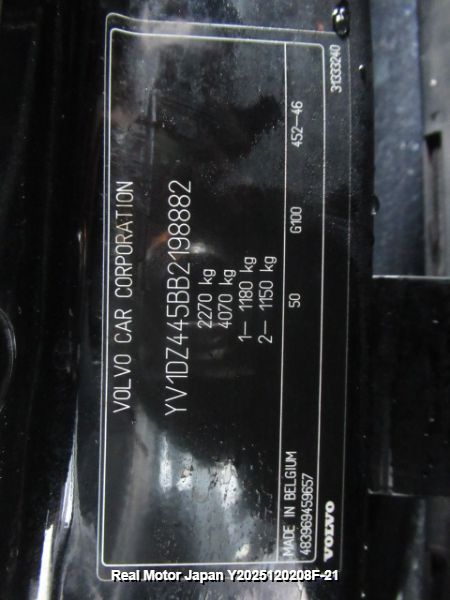 VOLVO CAR CORPORATION
YV1DZ445BB2198882
2270 kg
4070 kg
1– 1180 kg
2– 1150 kg
50 G100 452–46
MADE IN BELGIUM
483969459657
VOLVO 31333240
Real Motor Japan Y2025120208F-21